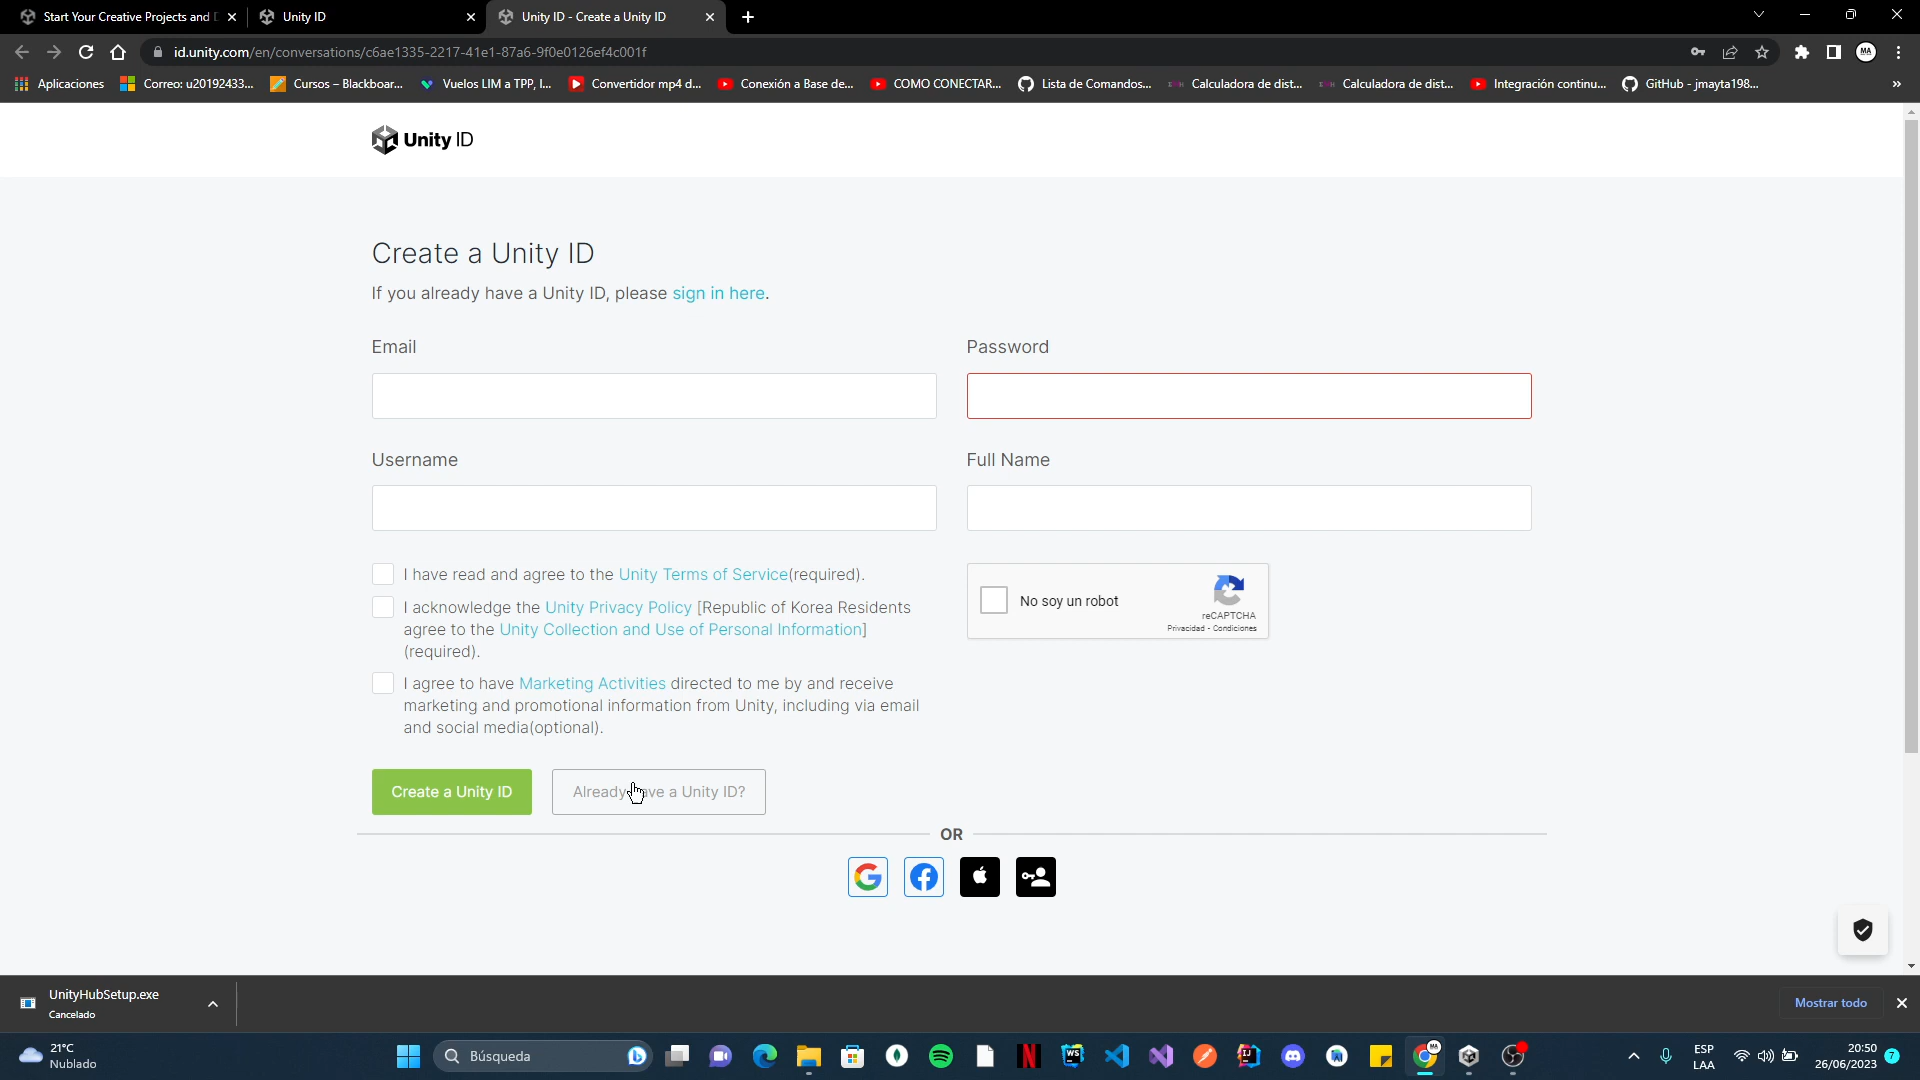 Start Your Creative Projects and D
Unity ID
Unity ID - Create a Unity ID
id.unity.com/en/conversations/c6ae1335-2217-41e1-87a6-9f0e0126ef4c001f
MA
Aplicaciones
Correo: u20192433...
Cursos – Blackboar...
Vuelos LIM a TPP, l...
Convertidor mp4 d...
Conexión a Base de...
COMO CONECTAR...
Lista de Comandos...
Calculadora de dist...
Calculadora de dist...
Integración continu...
GitHub - jmayta198...
»
Unity ID
Create a Unity ID
If you already have a Unity ID, please sign in here.
Email
Password
Username
Full Name
I have read and agree to the Unity Terms of Service(required).
I acknowledge the Unity Privacy Policy [Republic of Korea Residents
agree to the Unity Collection and Use of Personal Information]
(required).
I agree to have Marketing Activities directed to me by and receive
marketing and promotional information from Unity, including via email
and social media(optional).
No soy un robot
reCAPTCHA
Privacidad - Condiciones
Create a Unity ID
Already have a Unity ID?
OR
UnityHubSetup.exe
Cancelado
Mostrar todo
21°C
Nublado
Búsqueda
ESP
LAA
20:50
26/06/2023
7